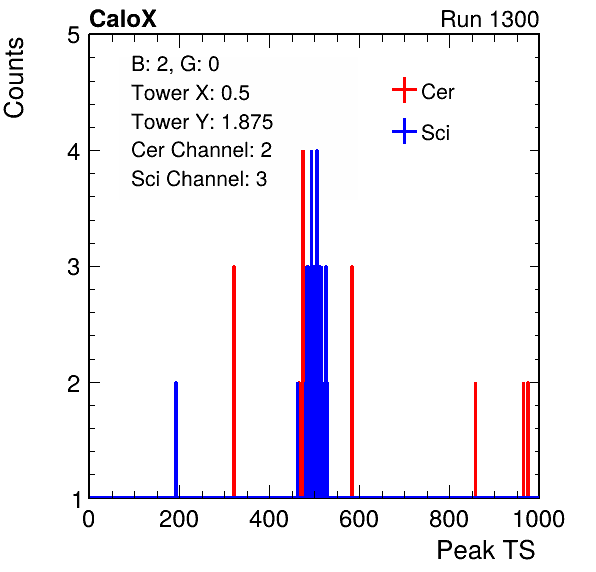 CaloX Run 1300
Counts
5
B: 2, G: 0
Tower X: 0.5
Tower Y: 1.875
Cer Channel: 2
Sci Channel: 3
Cer
Sci
4
3
2
1
0 200 400 600 800 1000
Peak TS